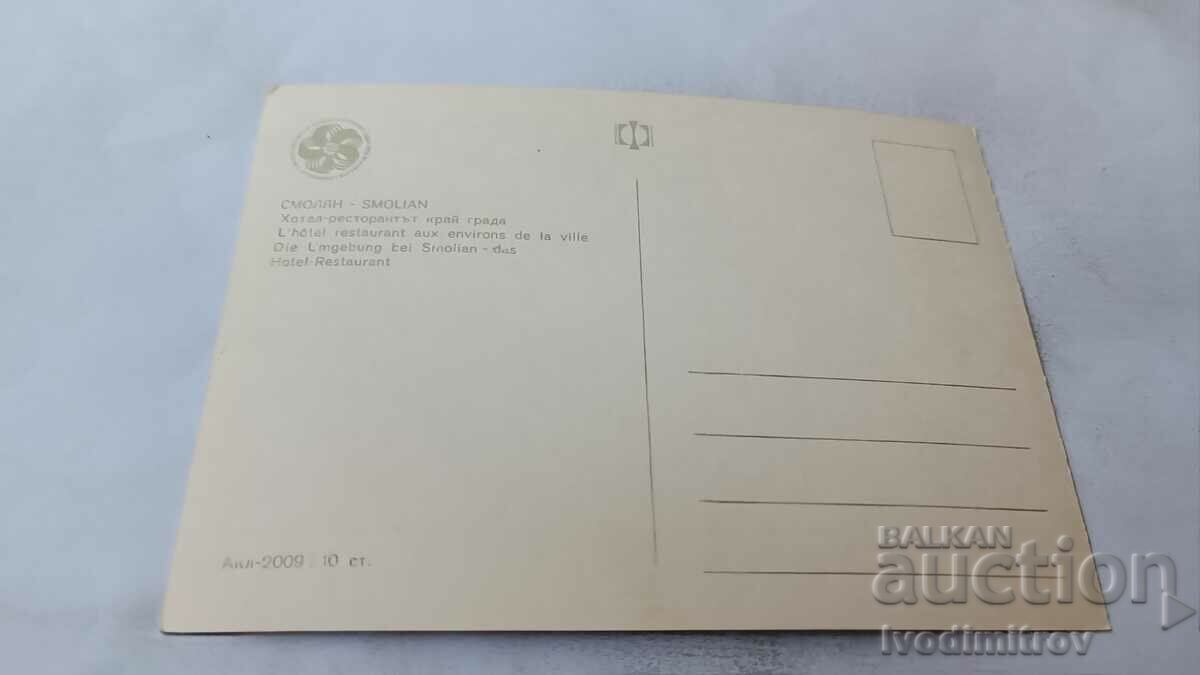 СМОЛЯН - SMOLIAN
Хотел-ресторантът край града
L'hôtel restaurant aux environs de la ville
Die Umgebung bei Smolian - das
Hotel-Restaurant
Акл-2009 10 ст.
BALKAN
auction
Ivodimitrov